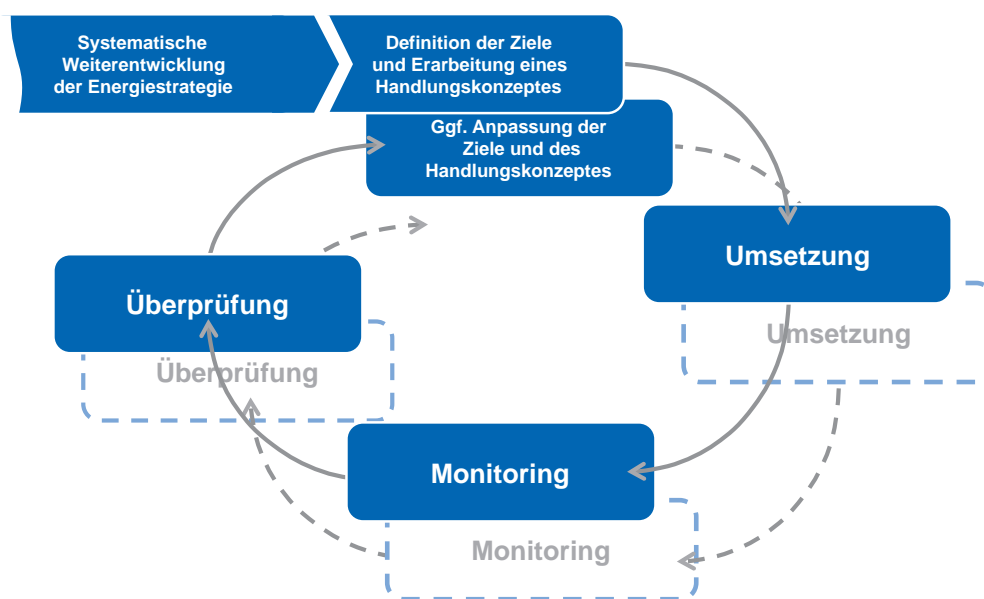 Systematische
Weiterentwicklung
der Energiestrategie
Definition der Ziele
und Erarbeitung eines
Handlungskonzeptes
Ggf. Anpassung der
Ziele und des
Handlungskonzeptes
Umsetzung
Umsetzung
Überprüfung
Überprüfung
Monitoring
Monitoring